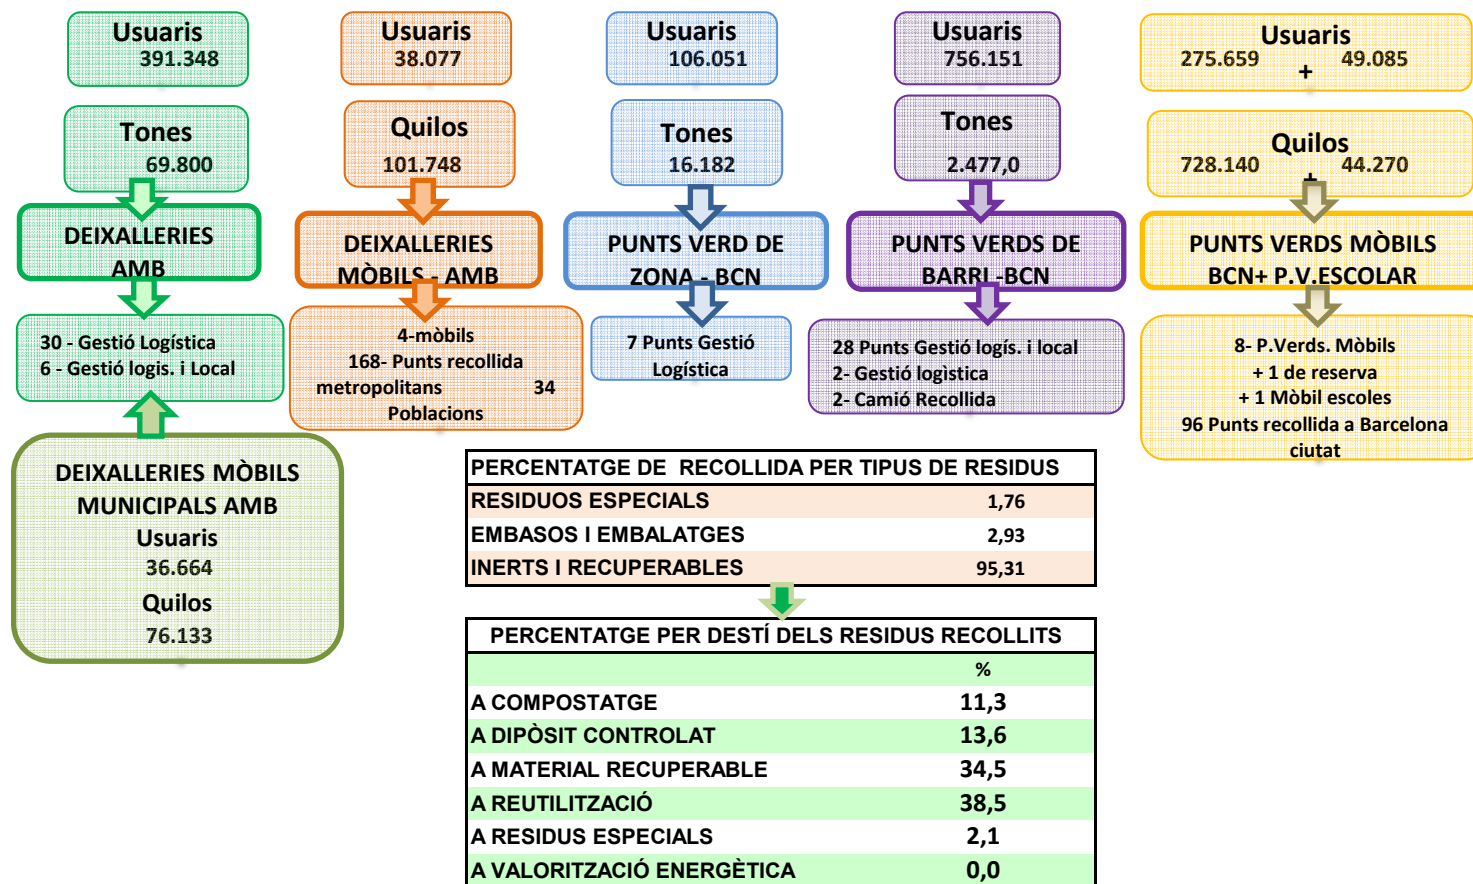 Usuaris
391.348
Tones
69.800
DEIXALLERIES
AMB
30 - Gestió Logística
6 - Gestió logis. i Local
DEIXALLERIES MÒBILS
MUNICIPALS AMB
Usuaris
36.664
Quilos
76.133
Usuaris
38.077
Quilos
101.748
DEIXALLERIES
MÒBILS - AMB
4-mòbils
168- Punts recollida
metropolitans 34
Poblacions
Usuaris
106.051
Tones
16.182
PUNTS VERD DE
ZONA - BCN
7 Punts Gestió
Logística
Usuaris
756.151
Tones
2.477,0
PUNTS VERDS DE
BARRI -BCN
28 Punts Gestió logís. i local
2- Gestió logìstica
2- Camió Recollida
Usuaris
275.659 + 49.085
Quilos
728.140 + 44.270
PUNTS VERDS MÒBILS
BCN+ P.V.ESCOLAR
8- P.Verds. Mòbils
+ 1 de reserva
+ 1 Mòbil escoles
96 Punts recollida a Barcelona
ciutat
PERCENTATGE DE RECOLLIDA PER TIPUS DE RESIDUS
RESIDUOS ESPECIALS 1,76
EMBASOS I EMBALATGES 2,93
INERTS I RECUPERABLES 95,31
PERCENTATGE PER DESTÍ DELS RESIDUS RECOLLITS
%
A COMPOSTATGE 11,3
A DIPÒSIT CONTROLAT 13,6
A MATERIAL RECUPERABLE 34,5
A REUTILITZACIÓ 38,5
A RESIDUS ESPECIALS 2,1
A VALORITZACIÓ ENERGÈTICA 0,0